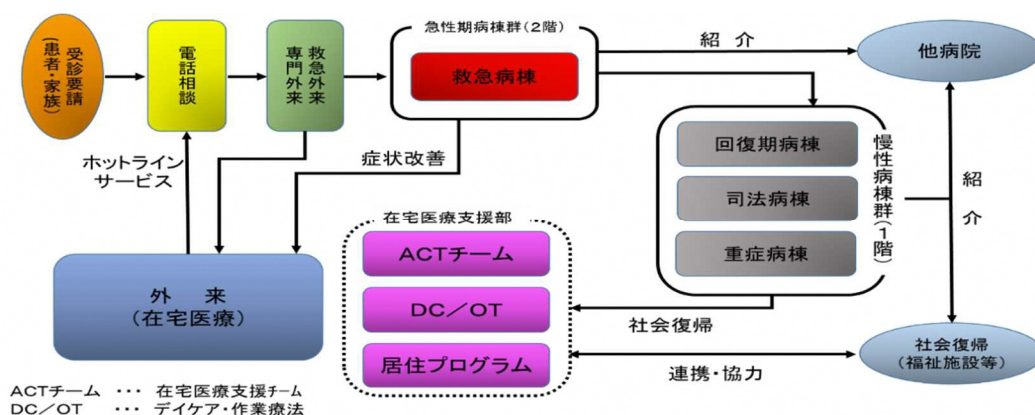 受診要請
(患者・家族)
電話相談
救急外来
専門外来
急性期病棟群(2階)
救急病棟
紹 介
他病院
ホットライン
サービス
症状改善
回復期病棟
司法病棟
重症病棟
慢性病棟群(1階)
紹 介
在宅医療支援部
ACTチーム
DC/OT
居住プログラム
外 来
(在宅医療)
社会復帰
連携・協力
社会復帰
(福祉施設等)
ACTチーム ・・・ 在宅医療支援チーム
DC/OT ・・・ デイケア・作業療法